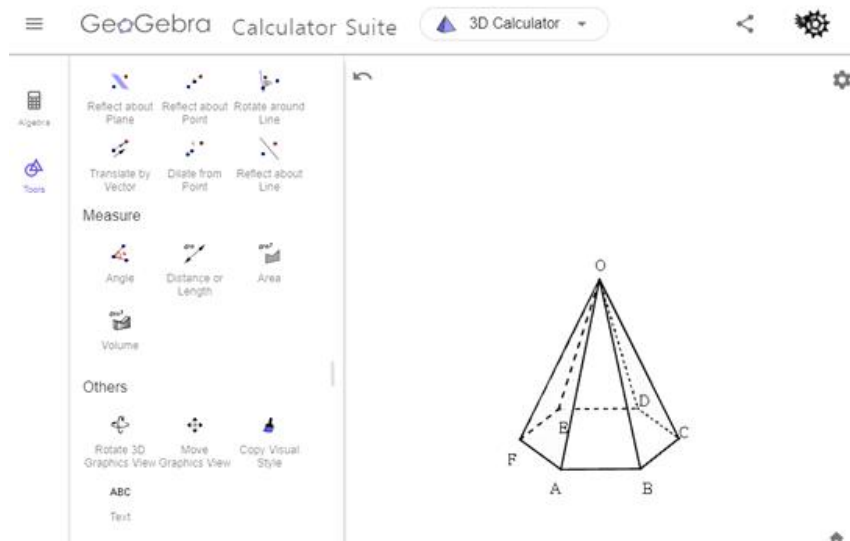 GeoGebra Calculator Suite 3D Calculator
Algebra
Tools
Reflect about Plane
Reflect about Point
Rotate around Line
Translate by Vector
Dilate from Point
Reflect about Line
Measure
Angle
Distance or Length
Area
Volume
Others
Rotate 3D Graphics View
Move Graphics View
Copy Visual Style
ABC
Text
O
D
E
C
F
A B